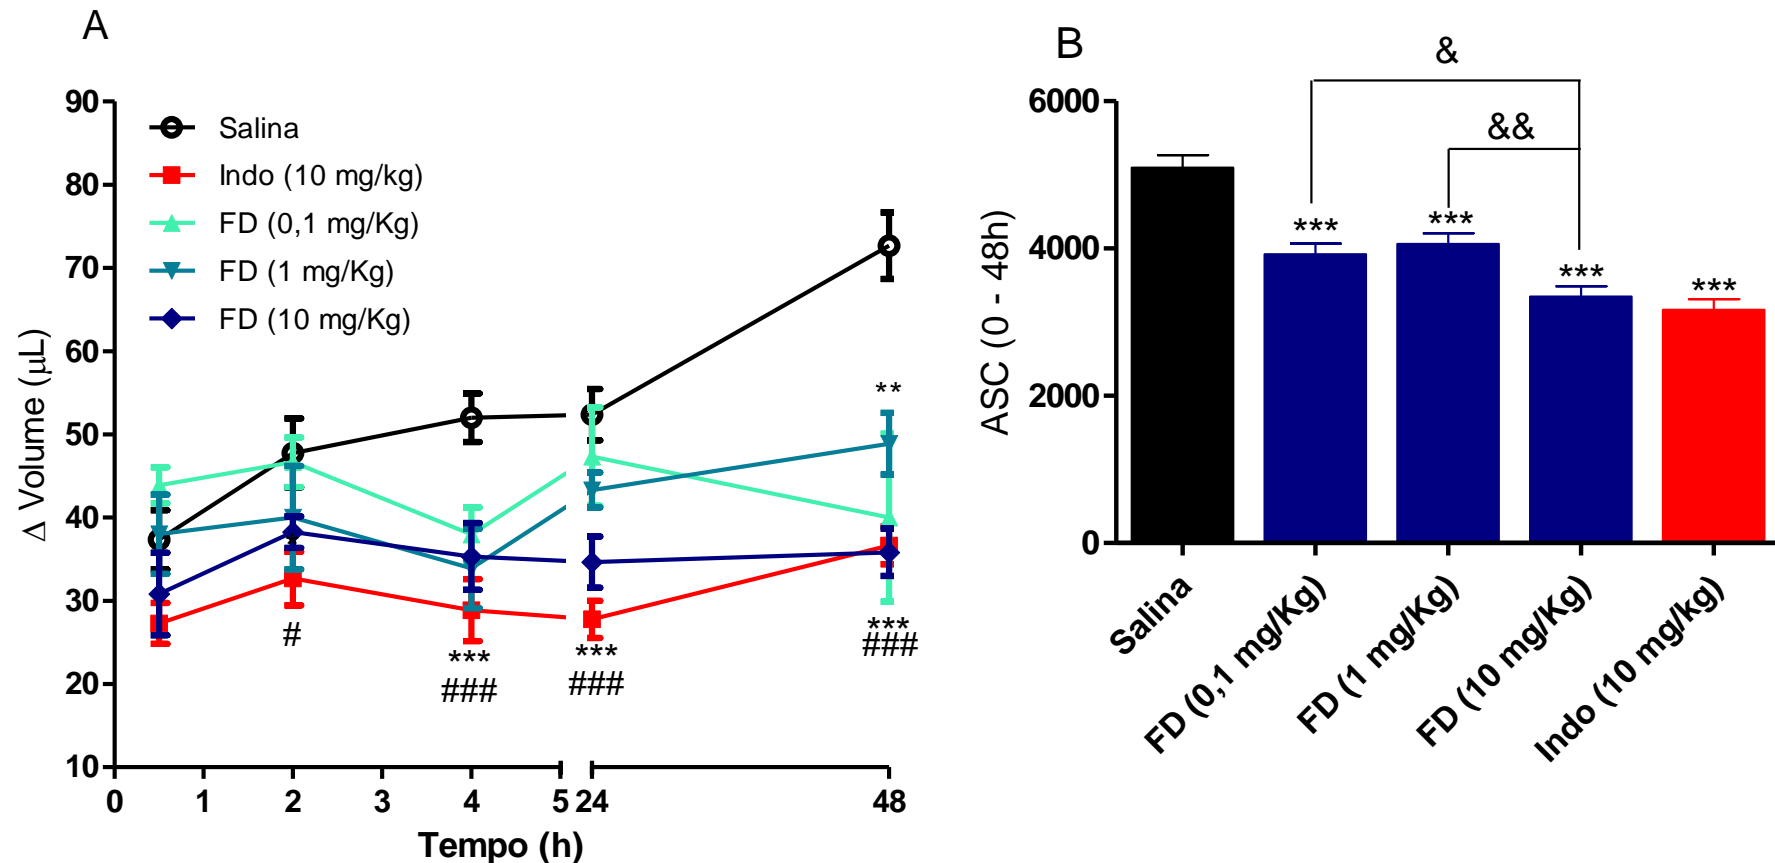 A
90
80
70
60
50
40
30
20
10
Δ Volume (μL)
Salina
Indo (10 mg/kg)
FD (0,1 mg/Kg)
FD (1 mg/Kg)
FD (10 mg/Kg)
**
#
***
###
***
###
***
###
0 1 2 3 4 5 24 48
Tempo (h)
B
&
&&
6000
4000
2000
0
ASC (0 - 48h)
***
***
***
***
Salina
FD (0,1 mg/Kg)
FD (1 mg/Kg)
FD (10 mg/Kg)
Indo (10 mg/kg)